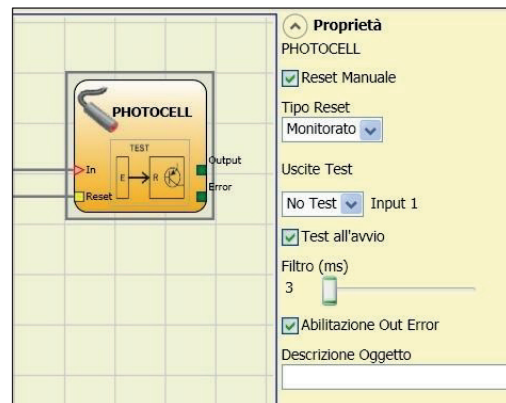 PHOTOCELL
TEST
In
E
R
Output
Reset
Error
Proprietà
PHOTOCELL
Reset Manuale
Tipo Reset
Monitorato
Uscite Test
No Test Input 1
Test all'avvio
Filtro (ms)
3
Abilitazione Out Error
Descrizione Oggetto